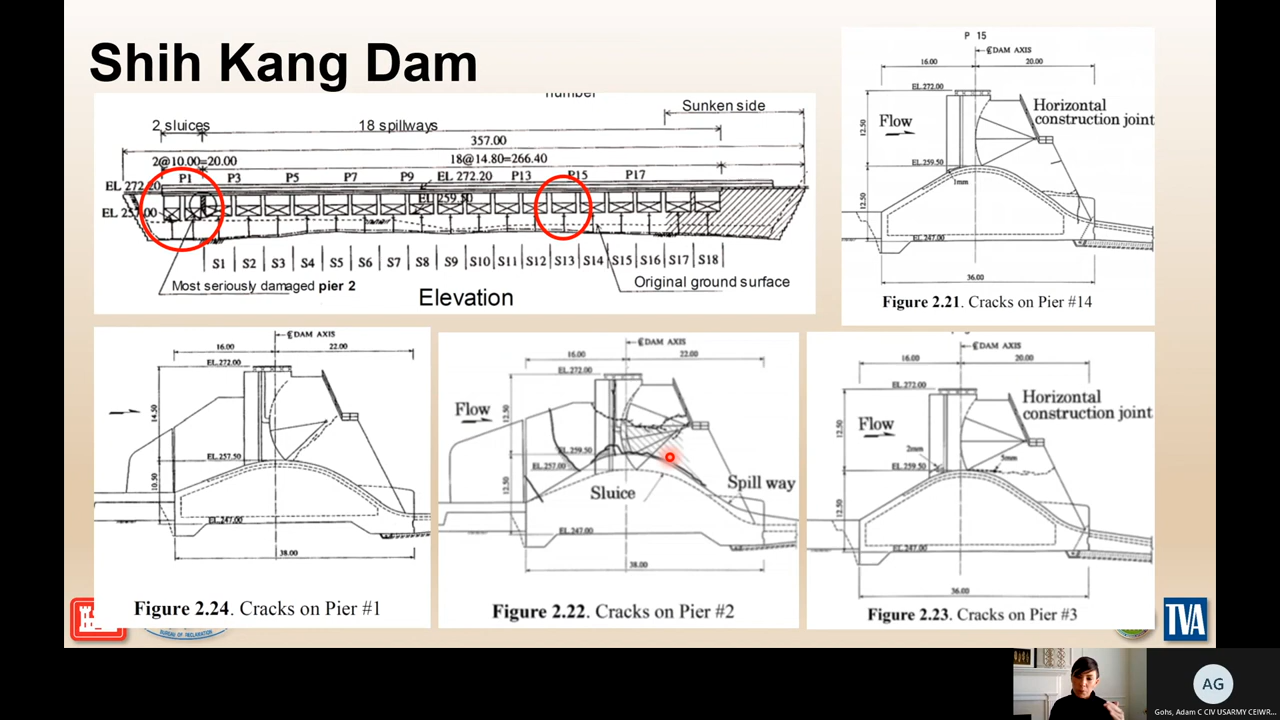 Shih Kang Dam
number
Sunken side
2 sluices
18 spillways
357.00
2@10.00=20.00
18@14.80=266.40
P1
P3
P5
P7
P9
EL 272.20
P13
P15
P17
EL 272.20
EL 259.50
EL 257.00
S1
S2
S3
S4
S5
S6
S7
S8
S9
S10
S11
S12
S13
S14
S15
S16
S17
S18
Most seriously damaged pier 2
Original ground surface
Elevation
P 15
℄ DAM AXIS
16.00
20.00
EL.272.00
Horizontal
construction joint
Flow
12.50
EL.259.50
1mm
12.50
EL.247.00
36.00
Figure 2.21. Cracks on Pier #14
℄ DAM AXIS
16.00
22.00
EL.272.00
14.50
EL.257.50
10.50
EL.247.00
38.00
Figure 2.24. Cracks on Pier #1
℄ DAM AXIS
16.00
22.00
EL.272.00
Flow
12.50
EL.259.50
EL.257.00
12.50
Sluice
Spill way
EL.247.00
38.00
Figure 2.22. Cracks on Pier #2
℄ DAM AXIS
16.00
20.00
EL.272.00
Horizontal
construction joint
Flow
12.50
2mm
5mm
EL.259.50
12.50
EL.247.00
36.00
Figure 2.23. Cracks on Pier #3
TVA
AG
Gohs, Adam C CIV USARMY CEIWR...